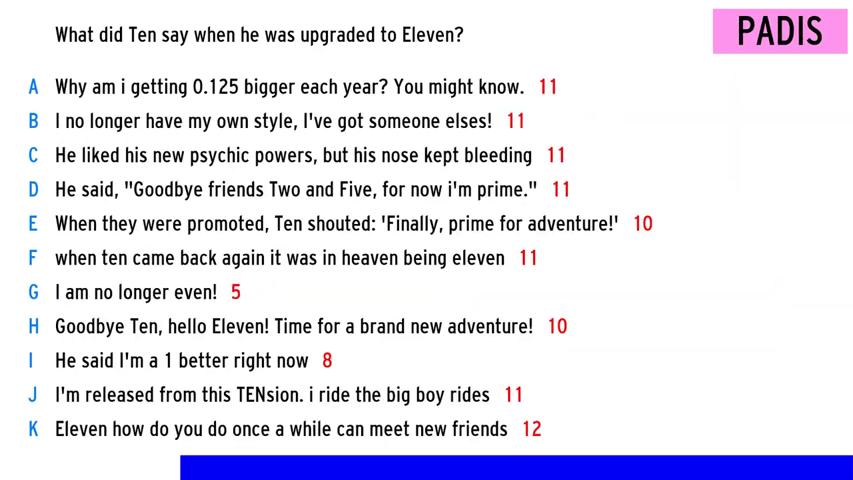 What did Ten say when he was upgraded to Eleven?
PADIS
A Why am i getting 0.125 bigger each year? You might know. 11
B I no longer have my own style, I've got someone elses! 11
C He liked his new psychic powers, but his nose kept bleeding 11
D He said, "Goodbye friends Two and Five, for now i'm prime." 11
E When they were promoted, Ten shouted: 'Finally, prime for adventure!' 10
F when ten came back again it was in heaven being eleven 11
G I am no longer even! 5
H Goodbye Ten, hello Eleven! Time for a brand new adventure! 10
I He said I'm a 1 better right now 8
J I'm released from this TENsion. i ride the big boy rides 11
K Eleven how do you do once a while can meet new friends 12